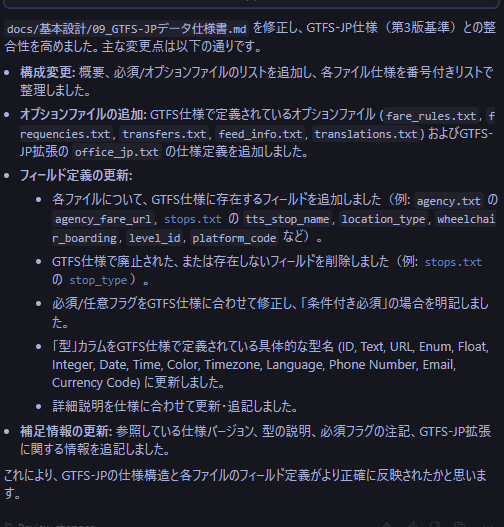 docs/基本設計/09_GTFS-JPデータ仕様書.md を修正し、GTFS-JP仕様（第3版基準）との整
合性を高めました。主な変更点は以下の通りです。
• 構成変更: 概要、必須/オプションファイルのリストを追加し、各ファイル仕様を番号付きリストで
整理しました。
• オプションファイルの追加: GTFS仕様で定義されているオプションファイル (fare_rules.txt, f
requencies.txt, transfers.txt, feed_info.txt, translations.txt) およびGTFS-
JP拡張の office_jp.txt の仕様定義を追加しました。
• フィールド定義の更新:
• 各ファイルについて、GTFS仕様に存在するフィールドを追加しました（例: agency.txt の
agency_fare_url, stops.txt の tts_stop_name, location_type, wheelchai
r_boarding, level_id, platform_code など）。
• GTFS仕様で廃止された、または存在しないフィールドを削除しました（例: stops.txt
の stop_type）。
• 必須/任意フラグをGTFS仕様に合わせて修正し、「条件付き必須」の場合を明記しまし
た。
• 「型」カラムをGTFS仕様で定義されている具体的な型名 (ID, Text, URL, Enum, Float,
Integer, Date, Time, Color, Timezone, Language, Phone Number, Email,
Currency Code) に更新しました。
• 詳細説明を仕様に合わせて更新・追記しました。
• 補足情報の更新: 参照している仕様バージョン、型の説明、必須フラグの注記、GTFS-JP拡張
に関する情報を追記しました。
これにより、GTFS-JPの仕様構造と各ファイルのフィールド定義がより正確に反映されたかと思いま
す。